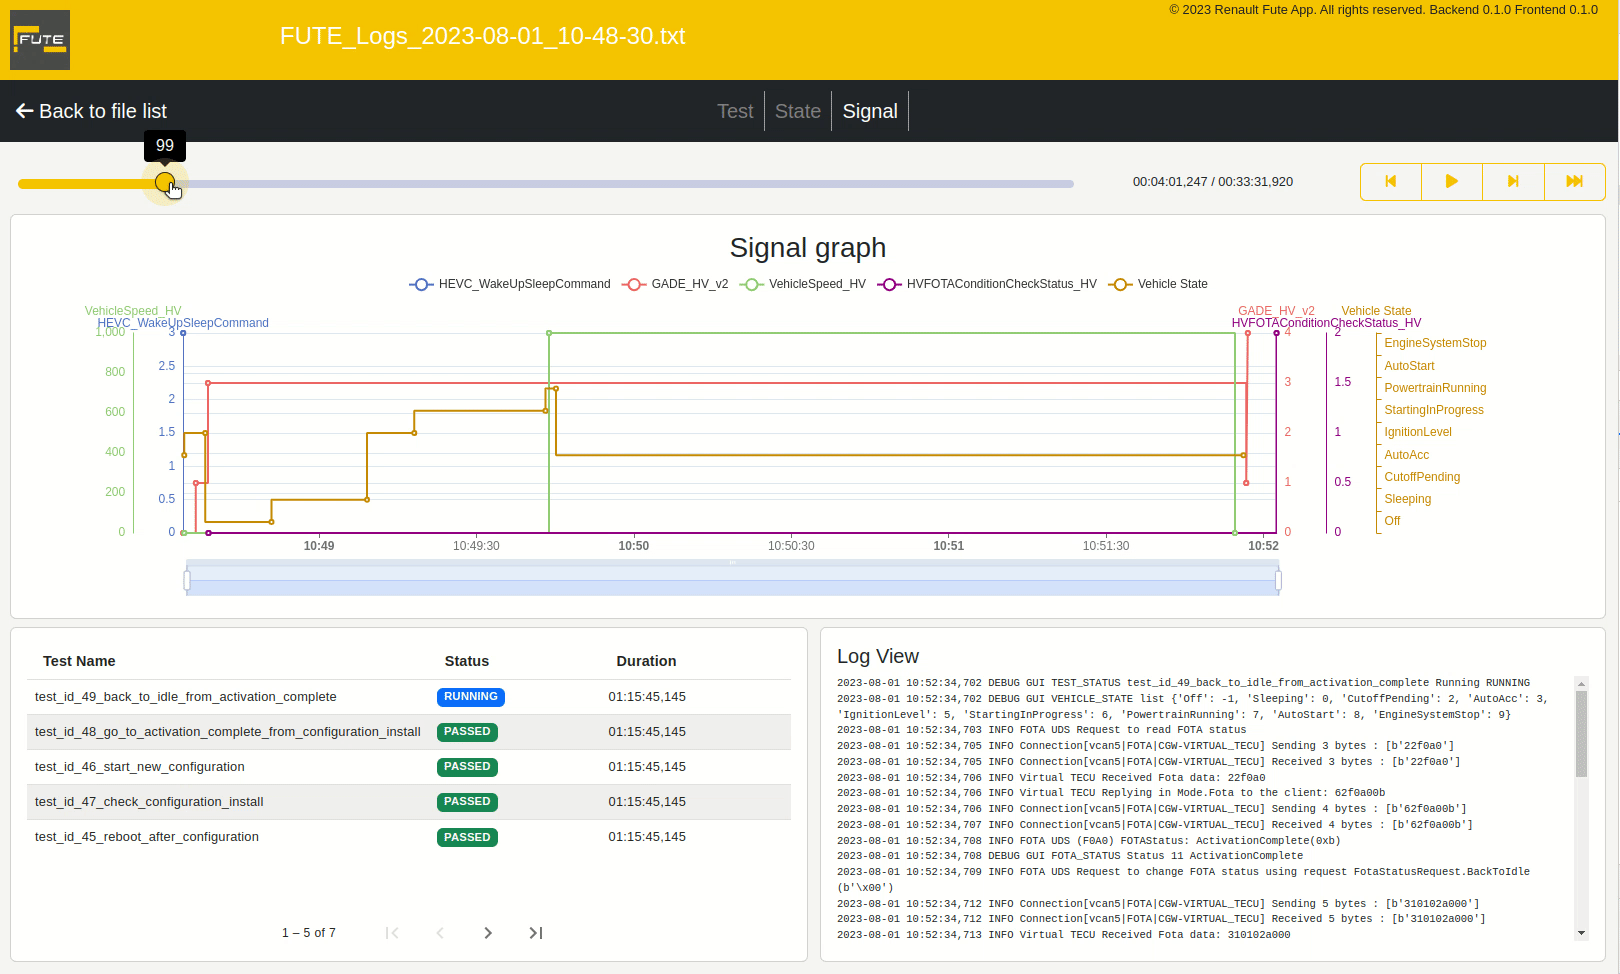 © 2023 Renault Fute App. All rights reserved. Backend 0.1.0 Frontend 0.1.0
FUTE
FUTE_Logs_2023-08-01_10-48-30.txt
Back to file list
Test
State
Signal
99
00:04:01,247 / 00:33:31,920
Signal graph
HEVC_WakeUpSleepCommand
GADE_HV_v2
VehicleSpeed_HV
HVFOTAConditionCheckStatus_HV
Vehicle State
VehicleSpeed_HV
1,000
800
600
400
200
0
HEVC_WakeUpSleepCommand
3
2.5
2
1.5
1
0.5
0
GADE_HV_v2
4
3
2
1
0
HVFOTAConditionCheckStatus_HV
2
1.5
1
0.5
0
Vehicle State
EngineSystemStop
AutoStart
PowertrainRunning
StartingInProgress
IgnitionLevel
AutoAcc
CutoffPending
Sleeping
Off
10:49
10:49:30
10:50
10:50:30
10:51
10:51:30
10:52
Test Name Status Duration
test_id_49_back_to_idle_from_activation_complete RUNNING 01:15:45,145
test_id_48_go_to_activation_complete_from_configuration_install PASSED 01:15:45,145
test_id_46_start_new_configuration PASSED 01:15:45,145
test_id_47_check_configuration_install PASSED 01:15:45,145
test_id_45_reboot_after_configuration PASSED 01:15:45,145
1 – 5 of 7
Log View
2023-08-01 10:52:34,702 DEBUG GUI TEST_STATUS test_id_49_back_to_idle_from_activation_complete Running RUNNING
2023-08-01 10:52:34,702 DEBUG GUI VEHICLE_STATE list {'Off': -1, 'Sleeping': 0, 'CutoffPending': 2, 'AutoAcc': 3,
'IgnitionLevel': 5, 'StartingInProgress': 6, 'PowertrainRunning': 7, 'AutoStart': 8, 'EngineSystemStop': 9}
2023-08-01 10:52:34,703 INFO FOTA UDS Request to read FOTA status
2023-08-01 10:52:34,705 INFO Connection[vcan5|FOTA|CGW-VIRTUAL_TECU] Sending 3 bytes : [b'22f0a0']
2023-08-01 10:52:34,705 INFO Connection[vcan5|FOTA|CGW-VIRTUAL_TECU] Received 3 bytes : [b'22f0a0']
2023-08-01 10:52:34,706 INFO Virtual TECU Received Fota data: 22f0a0
2023-08-01 10:52:34,706 INFO Virtual TECU Replying in Mode.Fota to the client: 62f0a00b
2023-08-01 10:52:34,706 INFO Connection[vcan5|FOTA|CGW-VIRTUAL_TECU] Sending 4 bytes : [b'62f0a00b']
2023-08-01 10:52:34,707 INFO Connection[vcan5|FOTA|CGW-VIRTUAL_TECU] Received 4 bytes : [b'62f0a00b']
2023-08-01 10:52:34,708 INFO FOTA UDS (F0A0) FOTAStatus: ActivationComplete(0xb)
2023-08-01 10:52:34,708 DEBUG GUI FOTA_STATUS Status 11 ActivationComplete
2023-08-01 10:52:34,709 INFO FOTA UDS Request to change FOTA status using request FotaStatusRequest.BackToIdle
(b'\x00')
2023-08-01 10:52:34,712 INFO Connection[vcan5|FOTA|CGW-VIRTUAL_TECU] Sending 5 bytes : [b'310102a000']
2023-08-01 10:52:34,712 INFO Connection[vcan5|FOTA|CGW-VIRTUAL_TECU] Received 5 bytes : [b'310102a000']
2023-08-01 10:52:34,713 INFO Virtual TECU Received Fota data: 310102a000